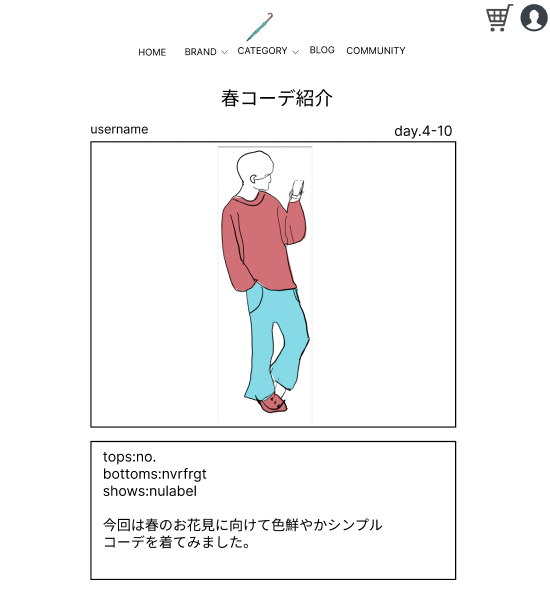 HOME BRAND CATEGORY BLOG COMMUNITY
春コーデ紹介
username day.4-10
tops:no.
bottoms:nvrfrgt
shows:nulabel
今回は春のお花見に向けて色鮮やかシンプル
コーデを着てみました。